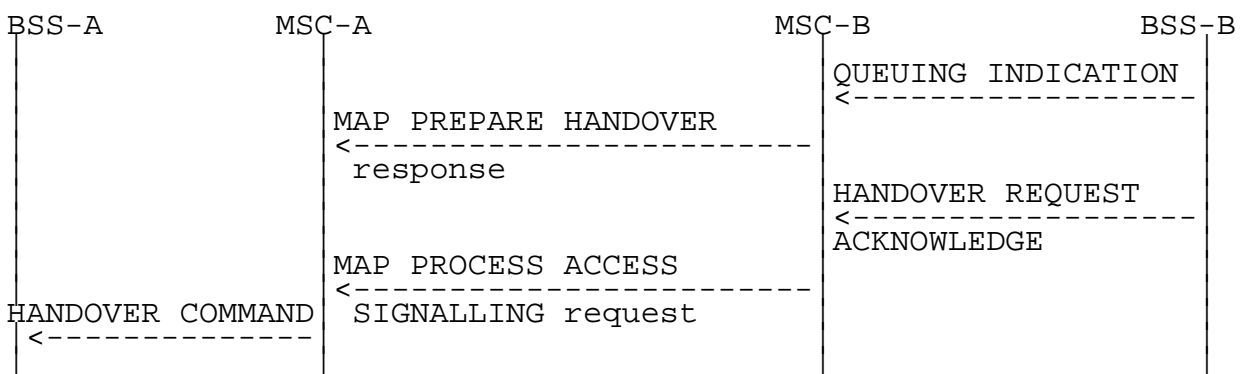 BSS-A MSC-A MSC-B BSS-B
QUEUING INDICATION
MAP PREPARE HANDOVER
response
HANDOVER REQUEST
ACKNOWLEDGE
MAP PROCESS ACCESS
HANDOVER COMMAND SIGNALLING request